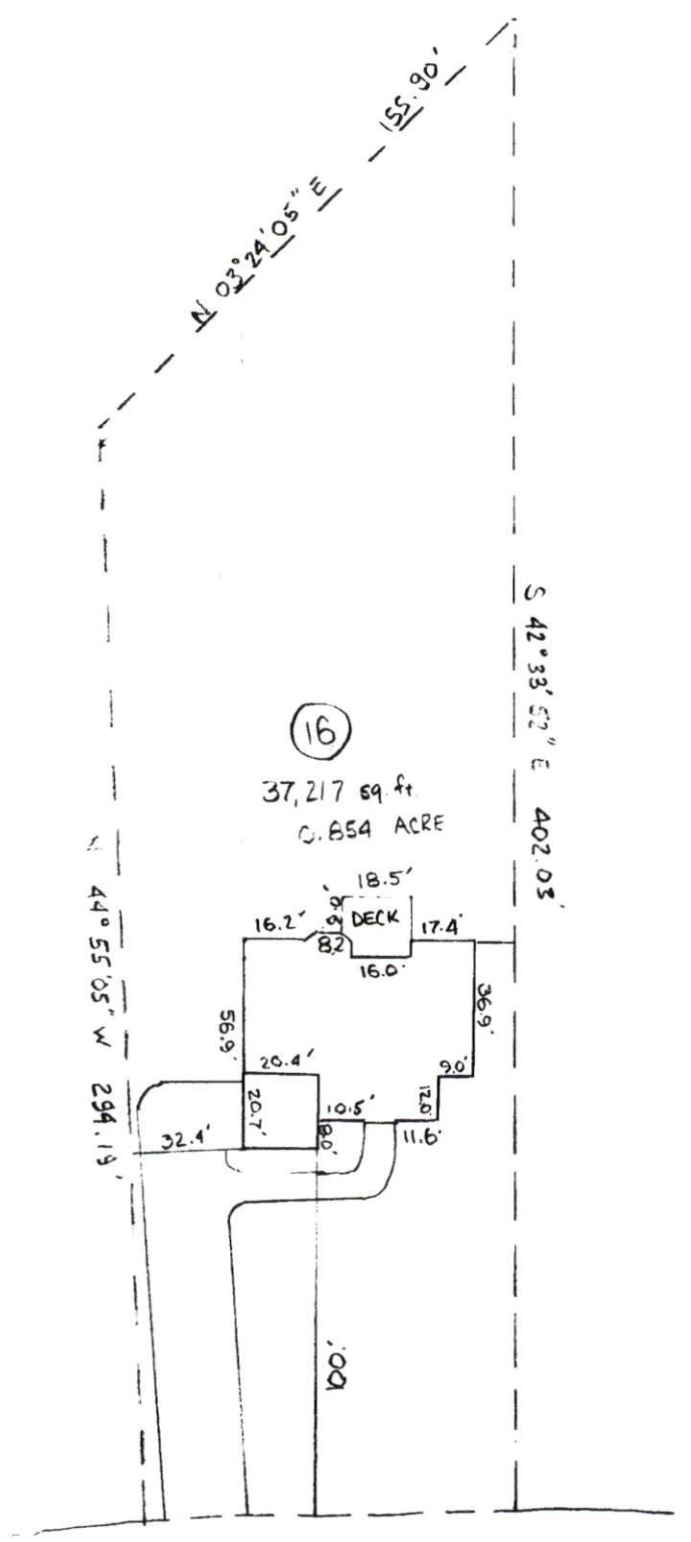 N 03°24'05" E 155.90'
S 42°33'52" E 402.03'
16
37,217 sq. ft.
0.854 ACRE
N 44°55'05" W 294.19'
18.5'
DECK
16.2'
8.2
17.4'
16.0'
56.9'
36.9'
20.4'
9.0'
20.7'
12.0'
10.5'
8.0'
11.6'
32.4'
100'